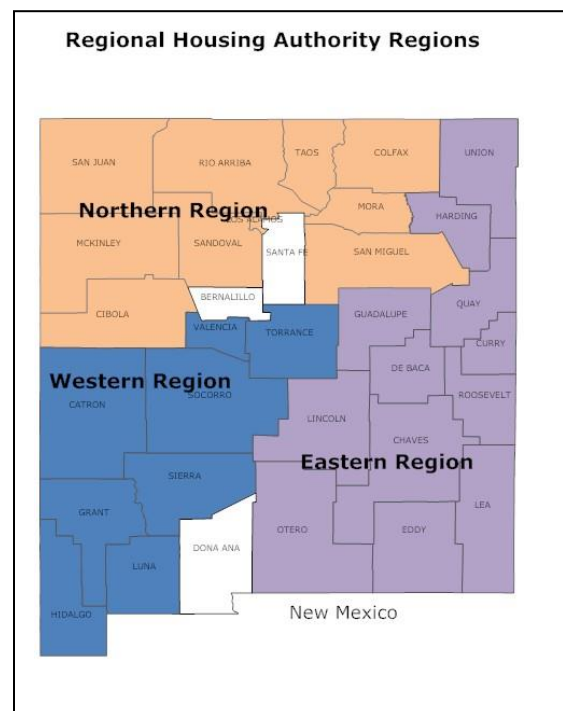 Regional Housing Authority Regions
SAN JUAN
RIO ARRIBA
TAOS
COLFAX
UNION
MORA
Northern Region
LOS ALAMOS
HARDING
MCKINLEY
SANDOVAL
SANTA FE
SAN MIGUEL
BERNALILLO
QUAY
CIBOLA
VALENCIA
TORRANCE
GUADALUPE
CURRY
DE BACA
Western Region
CATRON
SOCORRO
ROOSEVELT
LINCOLN
CHAVES
Eastern Region
SIERRA
GRANT
LEA
OTERO
EDDY
DONA ANA
LUNA
HIDALGO
New Mexico